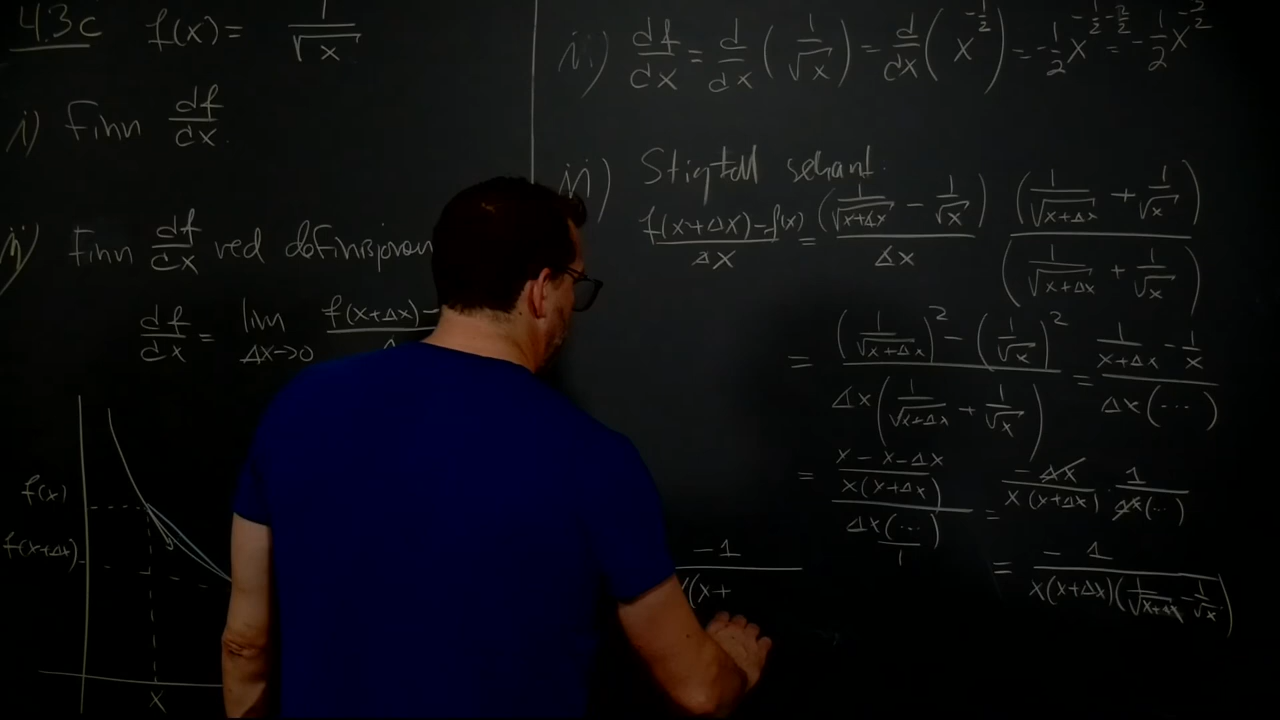 4.3c f(x) = 1/√x
i) Finn df/dx.
ii) Finn df/dx ved definisjonen
df/dx = lim Δx→0 f(x+Δx) −
f(x)
f(x+Δx)
x
ii) df/dx = d/dx (1/√x) = d/dx (x^(-1/2)) = -1/2 x^(-1/2-2/2) = -1/2 x
Stigtall sekant.
(f(x+Δx)-f(x))/Δx = (1/√(x+Δx) - 1/√x)/Δx (1/√(x+Δx) + 1/√x)/(1/√(x+Δx) + 1/√x)
= ((1/√(x+Δx))² - (1/√x)²)/(Δx(1/√(x+Δx) + 1/√x)) = (1/(x+Δx) - 1/x)/(Δx(...))
= ((x-x-Δx)/(x(x+Δx)))/(Δx(...)/1) = -Δx/(x(x+Δx)) · 1/(Δx(...))
= -1/(x(x+Δx)(1/√(x+Δx) - 1/√x))
-1
(x+